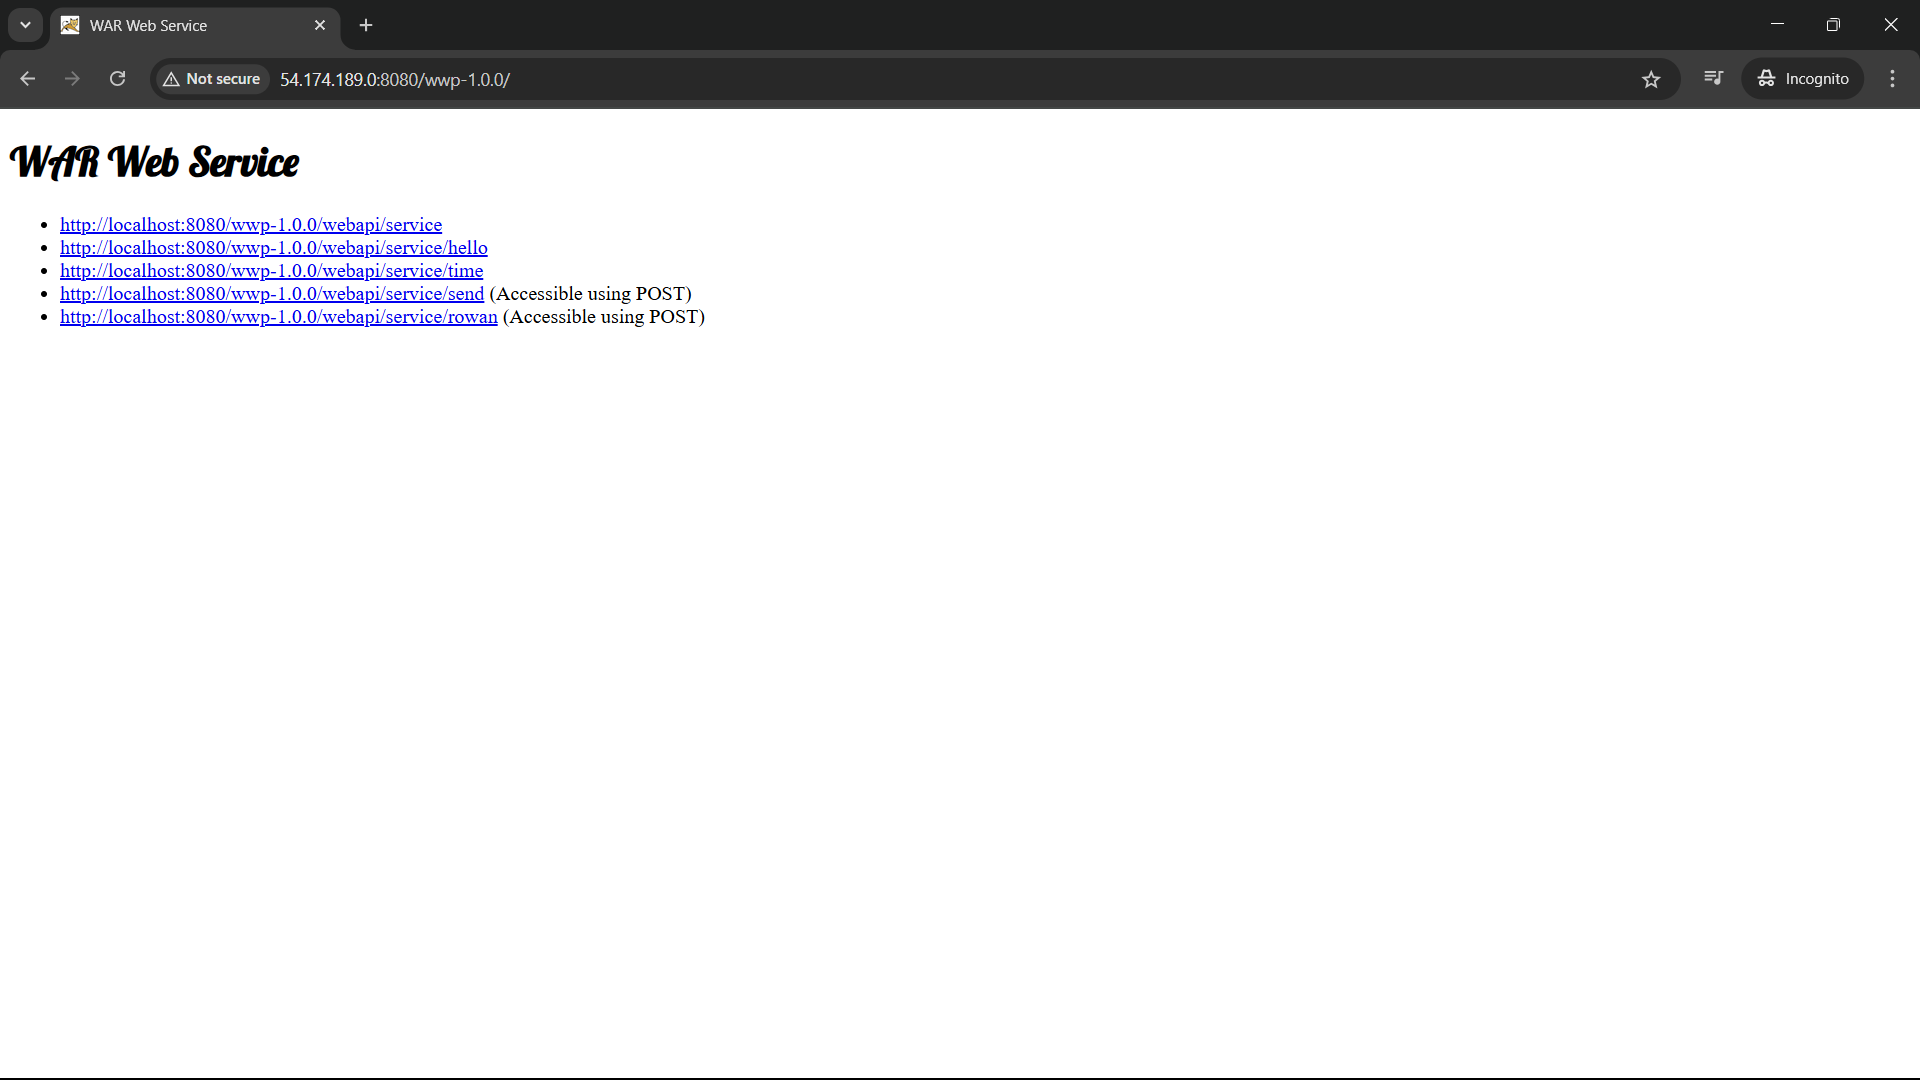 WAR Web Service
Not secure
54.174.189.0:8080/wwp-1.0.0/
Incognito
WAR Web Service
http://localhost:8080/wwp-1.0.0/webapi/service
http://localhost:8080/wwp-1.0.0/webapi/service/hello
http://localhost:8080/wwp-1.0.0/webapi/service/time
http://localhost:8080/wwp-1.0.0/webapi/service/send (Accessible using POST)
http://localhost:8080/wwp-1.0.0/webapi/service/rowan (Accessible using POST)